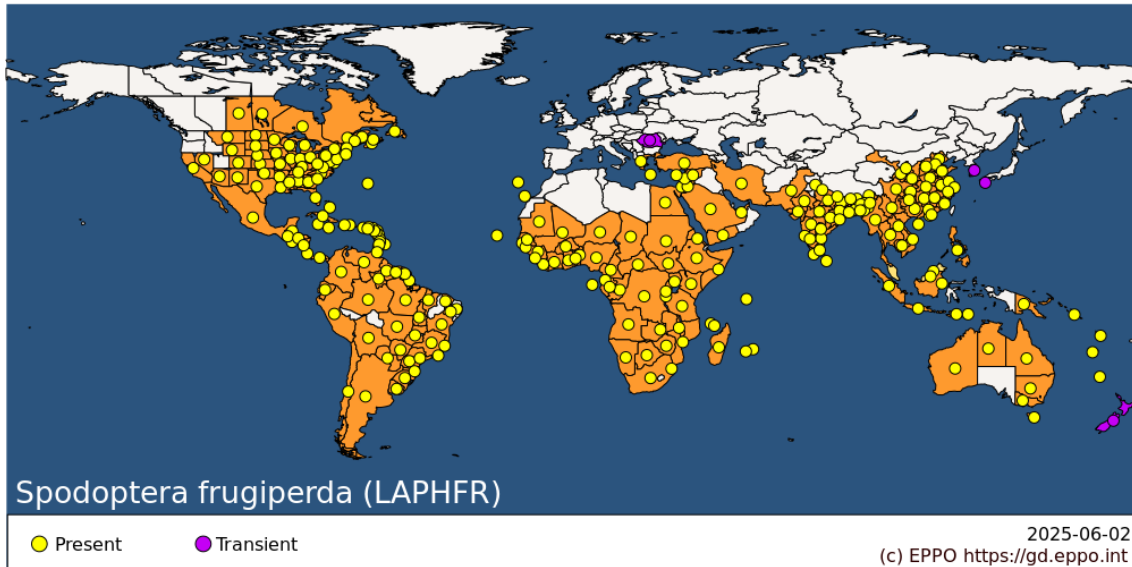 Spodoptera frugiperda (LAPHFR)
Present
Transient
2025-06-02
(c) EPPO https://gd.eppo.int